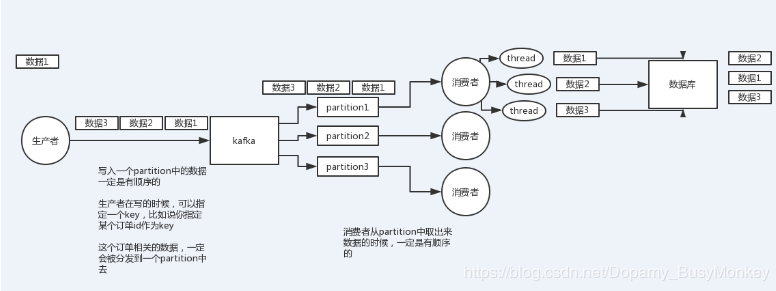 数据1
生产者
数据3
数据2
数据1
kafka
写入一个partition中的数据
一定是有顺序的
生产者在写的时候，可以指
定一个key，比如说你指定
某个订单id作为key
这个订单相关的数据，一定
会被分发到一个partition中
去
数据3
数据2
数据1
partition1
partition2
partition3
消费者
消费者
消费者
消费者从partition中取出来
数据的时候，一定是有顺序
的
thread
thread
thread
数据1
数据2
数据3
数据库
数据2
数据1
数据3
https://blog.csdn.net/Dopamy_BusyMonkey